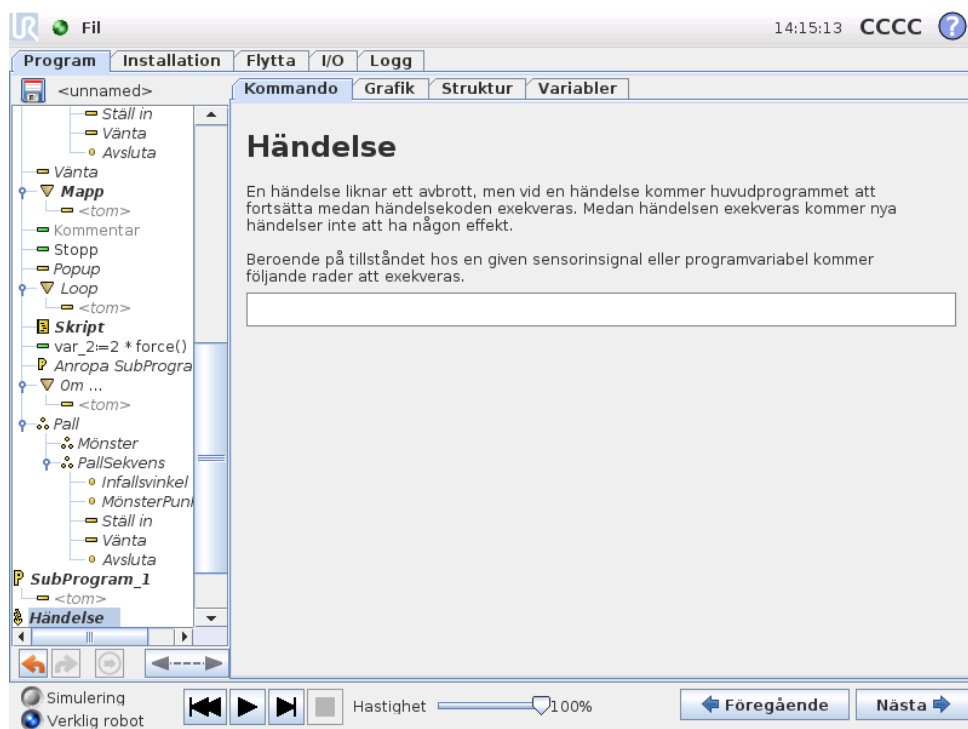 UR Fil 14:15:13 CCCC ?
Program Installation Flytta I/O Logg
<unnamed>
Kommando Grafik Struktur Variabler
Ställ in
Vänta
Avsluta
Vänta
Mapp
<tom>
Kommentar
Stopp
Popup
Loop
<tom>
Skript
var_2:=2 * force()
Anropa SubProgra
Om ...
<tom>
Pall
Mönster
PallSekvens
Infallsvinkel
MönsterPun
Ställ in
Vänta
Avsluta
SubProgram_1
<tom>
Händelse
Händelse
En händelse liknar ett avbrott, men vid en händelse kommer huvudprogrammet att
fortsätta medan händelsekoden exekveras. Medan händelsen exekveras kommer nya
händelser inte att ha någon effekt.
Beroende på tillståndet hos en given sensorinsignal eller programvariabel kommer
följande rader att exekveras.
Simulering
Verklig robot
Hastighet 100%
Föregående Nästa